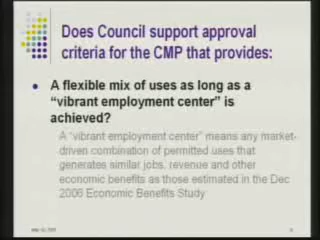 Does Council support approval
criteria for the CMP that provides:
A flexible mix of uses as long as a
“vibrant employment center” is
achieved?
A “vibrant employment center” means any market-
driven combination of permitted uses that
generates similar jobs, revenue and other
economic benefits as those estimated in the Dec
2006 Economic Benefits Study